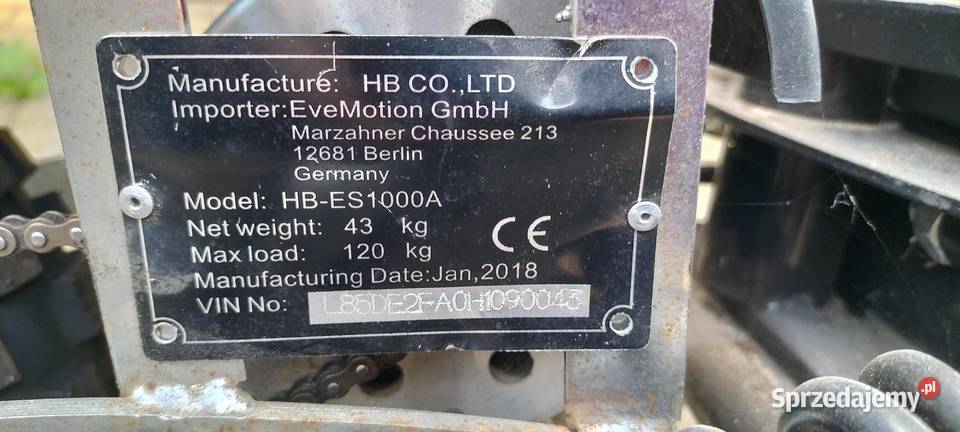 Manufacture: HB CO.,LTD
Importer:EveMotion GmbH
Marzahner Chaussee 213
12681 Berlin
Germany
Model: HB-ES1000A
Net weight: 43 kg
Max load: 120 kg
CE
Manufacturing Date:Jan,2018
VIN No: L85DE2FA0H1090043
Sprzedajemy.pl